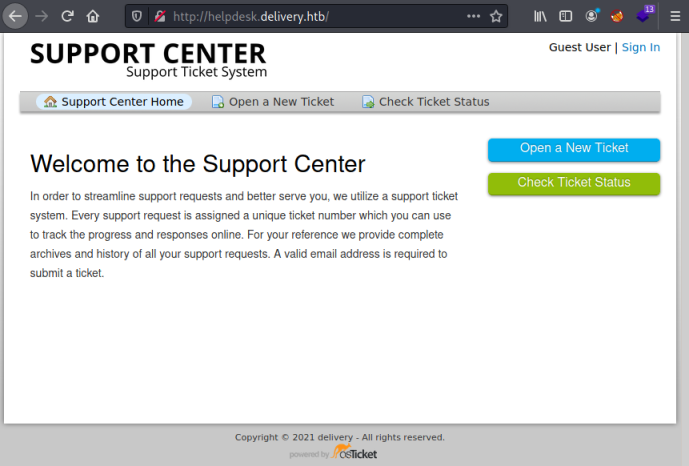 http://helpdesk.delivery.htb/
13
SUPPORT CENTER
Support Ticket System
Guest User | Sign In
Support Center Home
Open a New Ticket
Check Ticket Status
Open a New Ticket
Welcome to the Support Center
Check Ticket Status
In order to streamline support requests and better serve you, we utilize a support ticket
system. Every support request is assigned a unique ticket number which you can use
to track the progress and responses online. For your reference we provide complete
archives and history of all your support requests. A valid email address is required to
submit a ticket.
Copyright © 2021 delivery - All rights reserved.
powered by osTicket